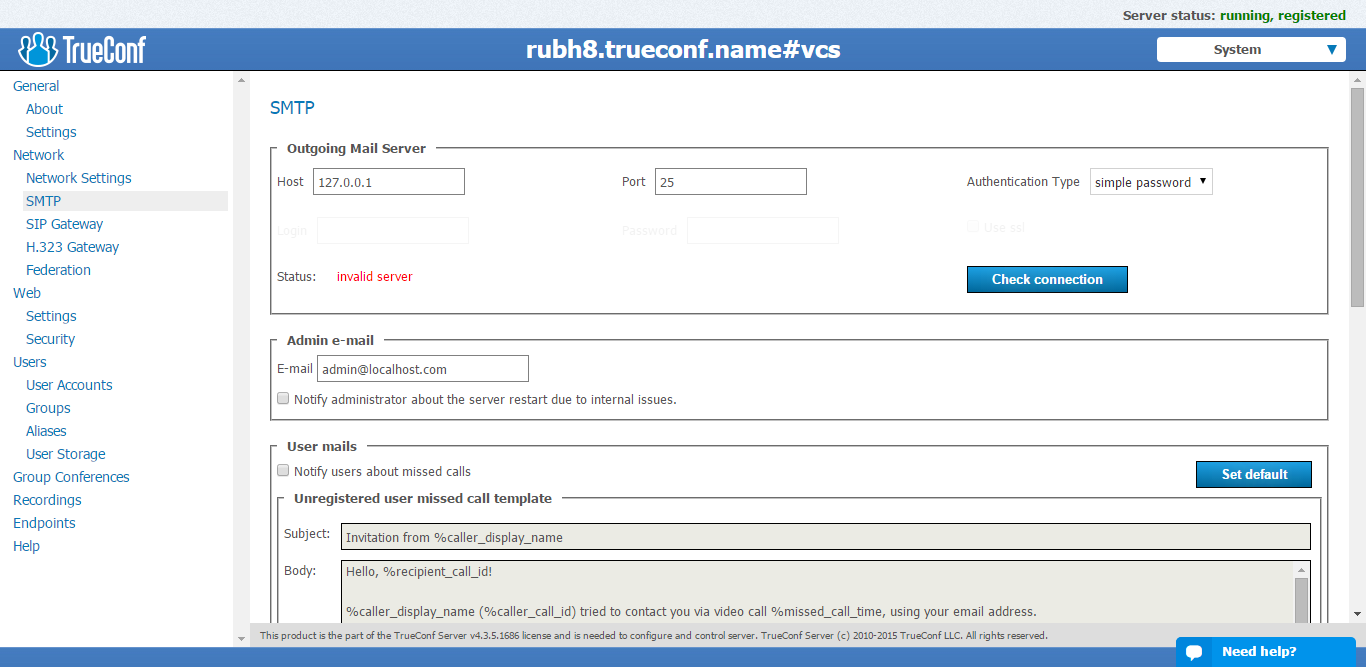 Server status: running, registered
TrueConf
rubh8.trueconf.name#vcs
System
General
About
Settings
Network
Network Settings
SMTP
SIP Gateway
H.323 Gateway
Federation
Web
Settings
Security
Users
User Accounts
Groups
Aliases
User Storage
Group Conferences
Recordings
Endpoints
Help
SMTP
Outgoing Mail Server
Host 127.0.0.1 Port 25 Authentication Type simple password
Login Password Use ssl
Status: invalid server Check connection
Admin e-mail
E-mail admin@localhost.com
Notify administrator about the server restart due to internal issues.
User mails
Notify users about missed calls Set default
Unregistered user missed call template
Subject: Invitation from %caller_display_name
Body: Hello, %recipient_call_id!
%caller_display_name (%caller_call_id) tried to contact you via video call %missed_call_time, using your email address.
This product is the part of the TrueConf Server v4.3.5.1686 license and is needed to configure and control server. TrueConf Server (c) 2010-2015 TrueConf LLC. All rights reserved.
Need help?